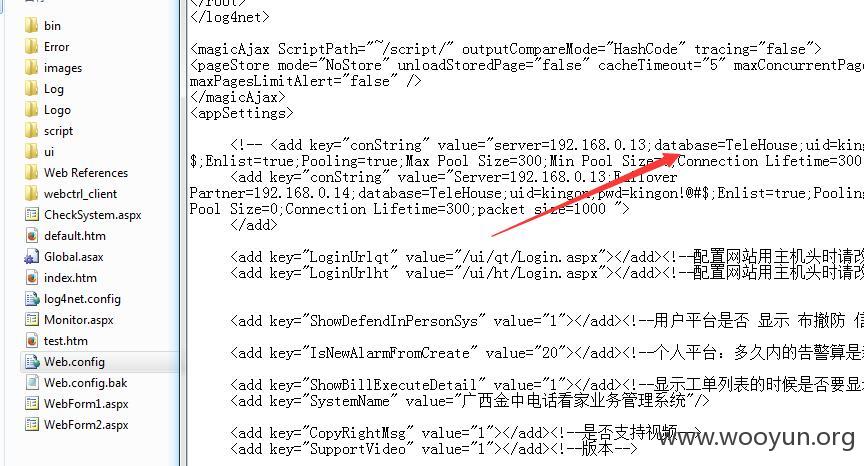 bin
Error
images
Log
Logo
script
ui
Web References
webctrl_client
CheckSystem.aspx
default.htm
Global.asax
index.htm
log4net.config
Monitor.aspx
test.htm
Web.config
Web.config.bak
WebForm1.aspx
WebForm2.aspx
</root>
</log4net>
<magicAjax ScriptPath="~/script/" outputCompareMode="HashCode" tracing="false">
<pageStore mode="NoStore" unloadStoredPage="false" cacheTimeout="5" maxConcurrentPage
maxPagesLimitAlert="false" />
</magicAjax>
<appSettings>
<!-- <add key="conString" value="server=192.168.0.13;database=TeleHouse;uid=king
$;Enlist=true;Pooling=true;Max Pool Size=300;Min Pool Size= ;Connection Lifetime=300
<add key="conString" value="Server=192.168.0.13;Failover
Partner=192.168.0.14;database=TeleHouse;uid=kingon;pwd=kingon!@#$;Enlist=true;Pooling
Pool Size=0;Connection Lifetime=300;packet size=1000 ">
</add>
<add key="LoginUrlqt" value="/ui/qt/Login.aspx"></add><!--配置网站用主机头时请改
<add key="LoginUrlht" value="/ui/ht/Login.aspx"></add><!--配置网站用主机头时请改
<add key="ShowDefendInPersonSys" value="1"></add><!--用户平台是否 显示 布撤防 信
<add key="IsNewAlarmFromCreate" value="20"></add><!--个人平台：多久内的告警算是
<add key="ShowBillExecuteDetail" value="1"></add><!--显示工单列表的时候是否要显
<add key="SystemName" value="广西金中电话看家业务管理系统"/>
<add key="CopyRightMsg" value="1"></add><!--是否支持视频-->
<add key="SupportVideo" value="1"></add><!--版本-->
www.wooyun.org